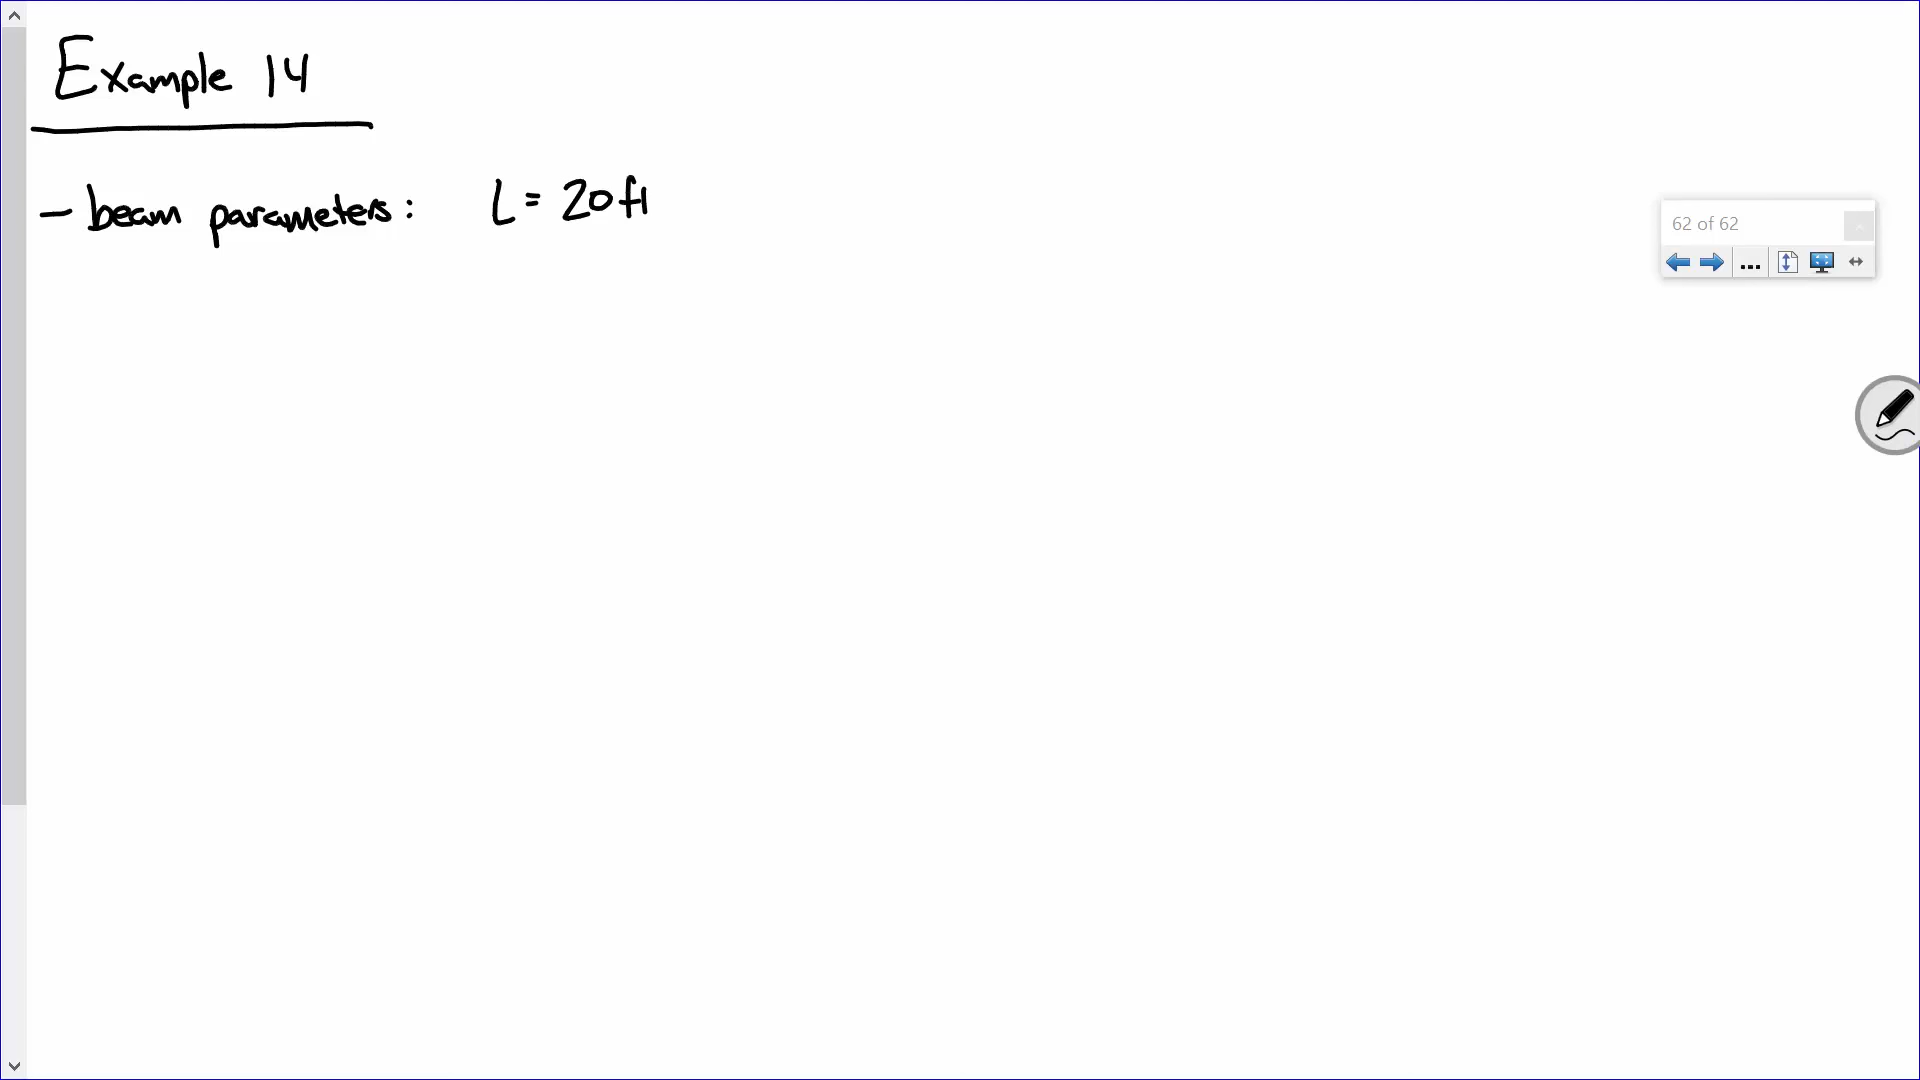 Example 14
- beam parameters: L = 20ft
62 of 62